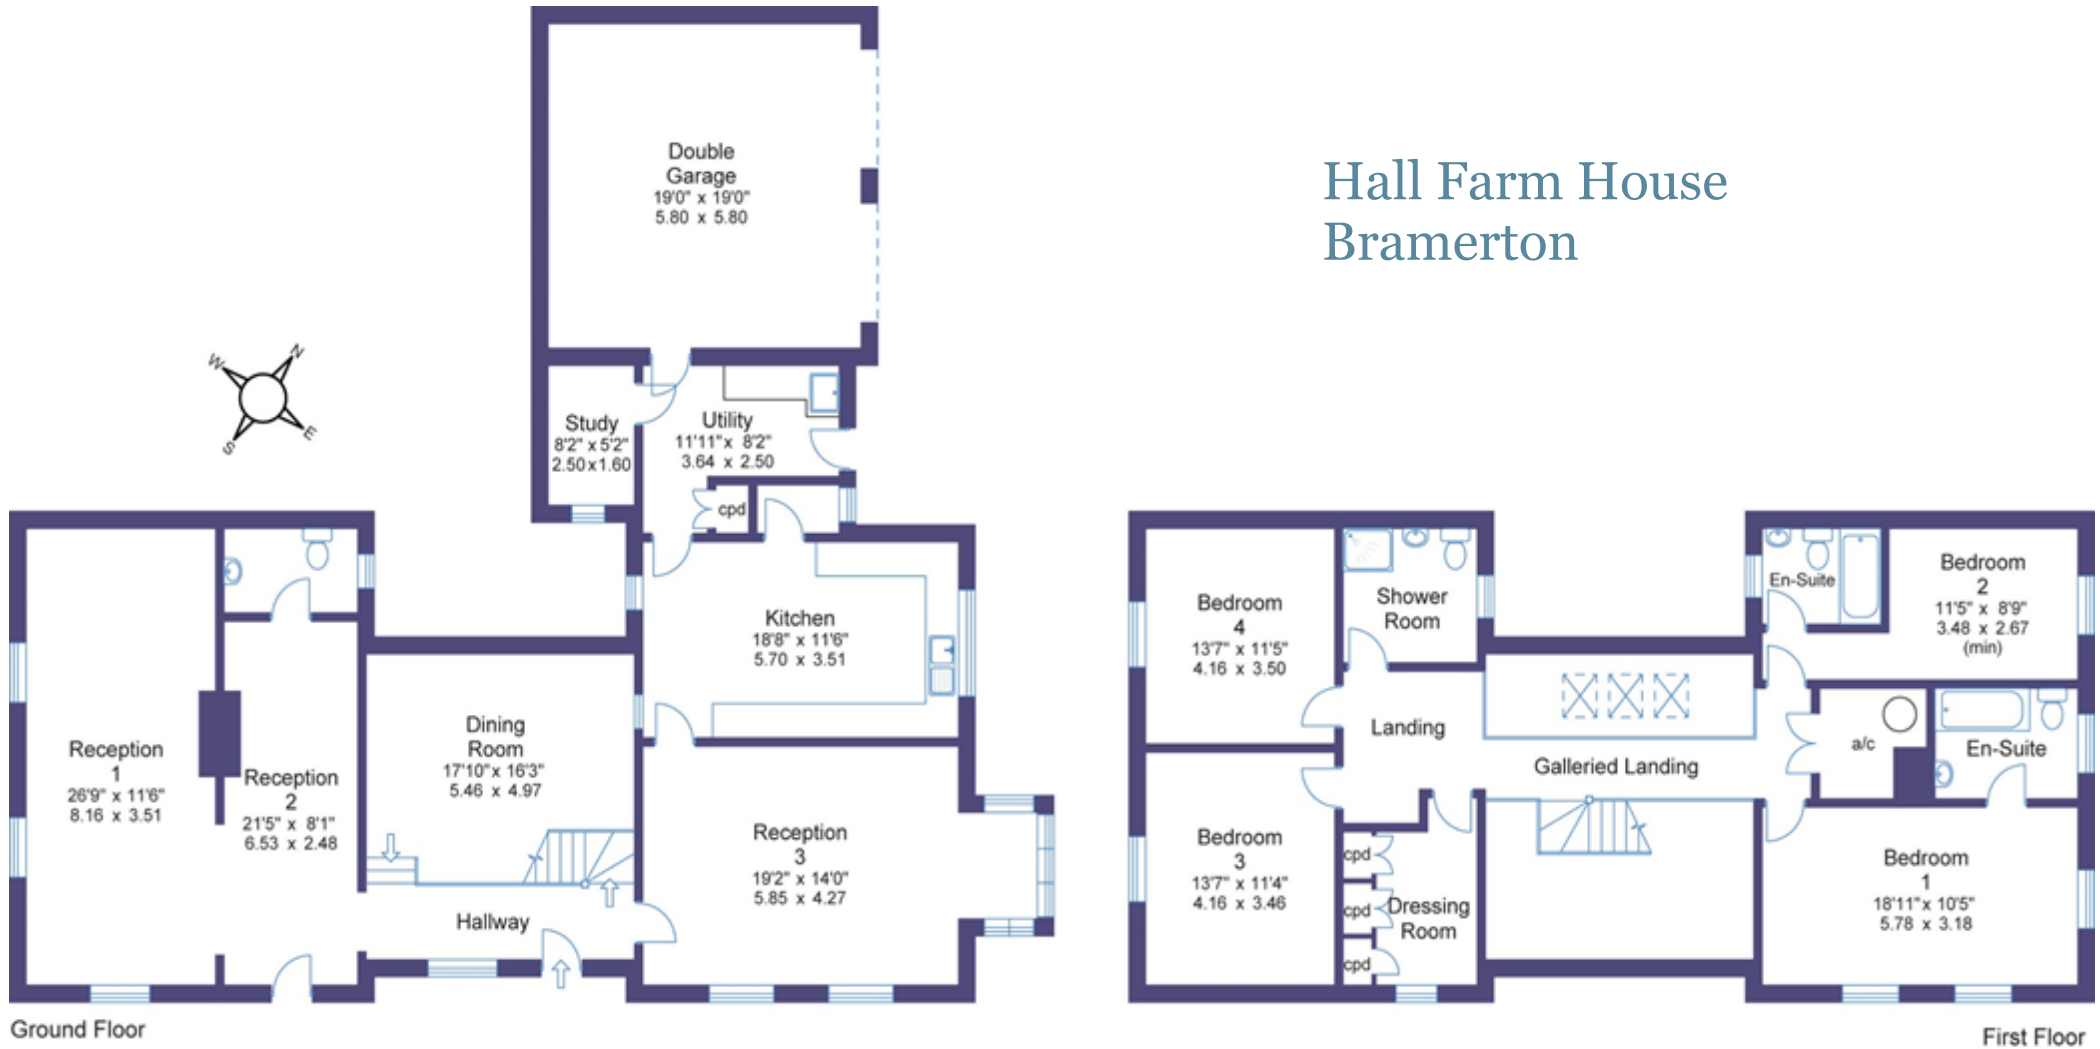 Hall Farm House
Bramerton
Double
Garage
19'0" x 19'0"
5.80 x 5.80
W
N
S
E
Study
8'2" x 5'2"
2.50 x 1.60
Utility
11'11" x 8'2"
3.64 x 2.50
cpd
Kitchen
18'8" x 11'6"
5.70 x 3.51
Dining
Room
17'10" x 16'3"
5.46 x 4.97
Reception
1
26'9" x 11'6"
8.16 x 3.51
Reception
2
21'5" x 8'1"
6.53 x 2.48
Reception
3
19'2" x 14'0"
5.85 x 4.27
Hallway
Ground Floor
Bedroom
4
13'7" x 11'5"
4.16 x 3.50
Shower
Room
En-Suite
Bedroom
2
11'5" x 8'9"
3.48 x 2.67
(min)
Landing
Galleried Landing
a/c
En-Suite
Bedroom
3
13'7" x 11'4"
4.16 x 3.46
cpd
cpd
cpd
Dressing
Room
Bedroom
1
18'11" x 10'5"
5.78 x 3.18
First Floor